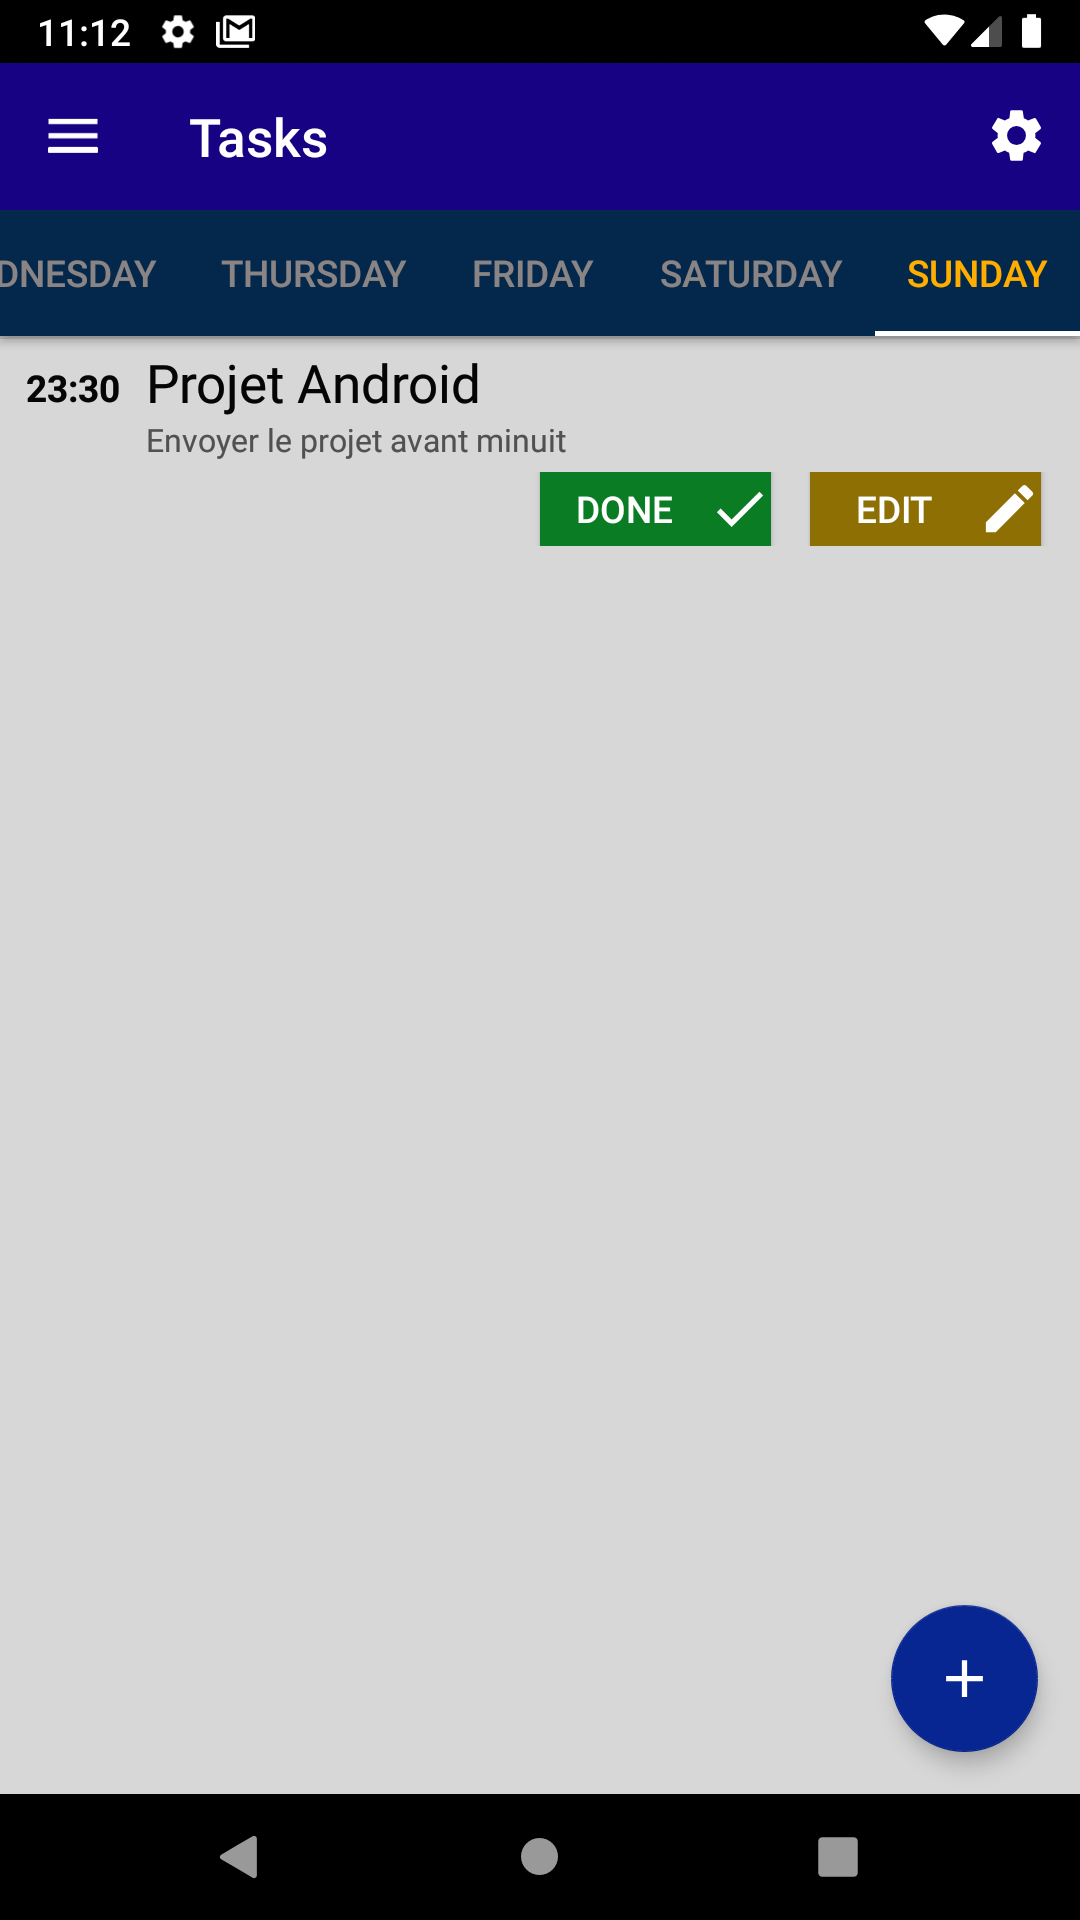 11:12
Tasks
DNESDAY THURSDAY FRIDAY SATURDAY SUNDAY
23:30 Projet Android
Envoyer le projet avant minuit
DONE EDIT